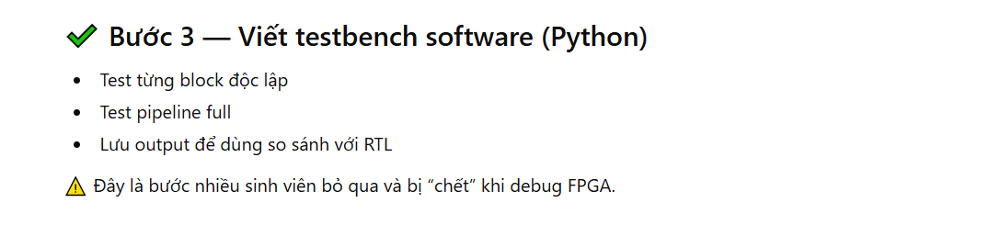 ✔ Bước 3 — Viết testbench software (Python)
• Test từng block độc lập
• Test pipeline full
• Lưu output để dùng so sánh với RTL
⚠ Đây là bước nhiều sinh viên bỏ qua và bị “chết” khi debug FPGA.